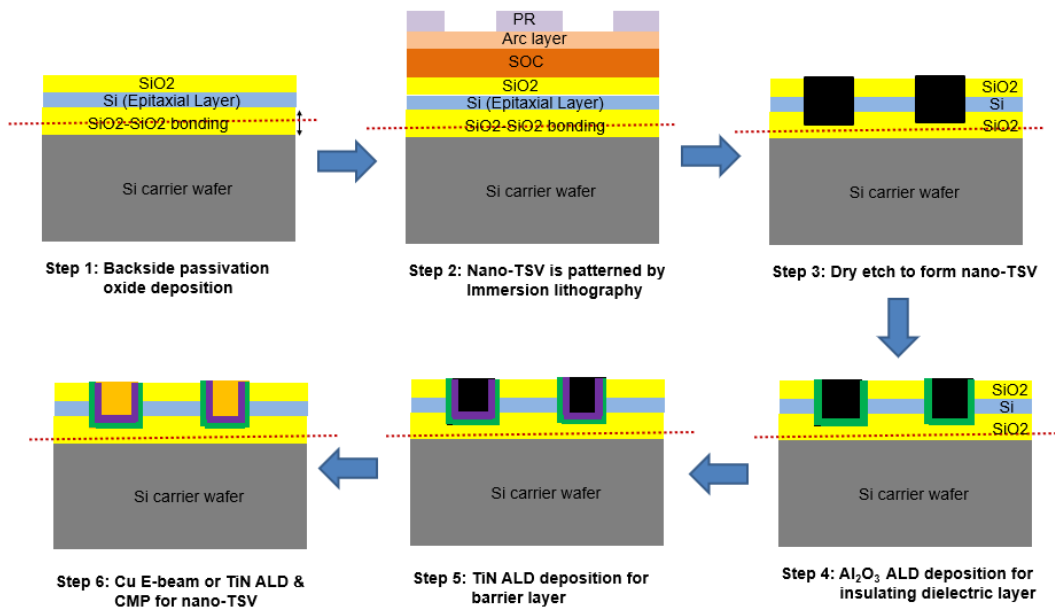 SiO2
Si (Epitaxial Layer)
SiO2-SiO2 bonding
Si carrier wafer
Step 1: Backside passivation
oxide deposition
PR
Arc layer
SOC
SiO2
Si (Epitaxial Layer)
SiO2-SiO2 bonding
Si carrier wafer
Step 2: Nano-TSV is patterned by
Immersion lithography
SiO2
Si
SiO2
Si carrier wafer
Step 3: Dry etch to form nano-TSV
SiO2
Si
SiO2
Si carrier wafer
Step 4: Al₂O₃ ALD deposition for
insulating dielectric layer
Si carrier wafer
Step 5: TiN ALD deposition for
barrier layer
Si carrier wafer
Step 6: Cu E-beam or TiN ALD &
CMP for nano-TSV